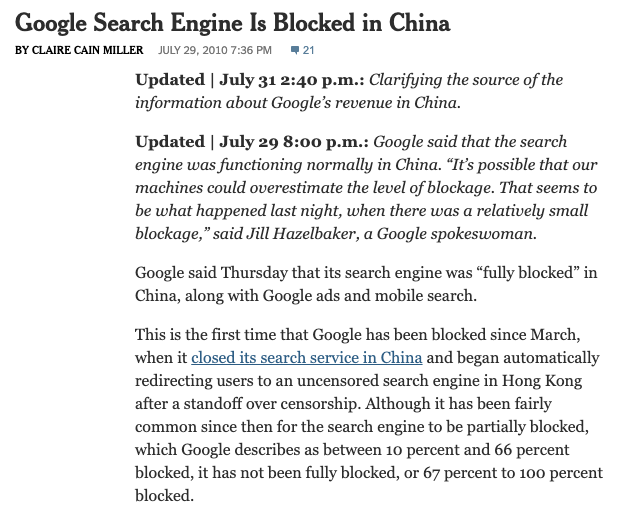 Google Search Engine Is Blocked in China
BY CLAIRE CAIN MILLER JULY 29, 2010 7:36 PM 21
Updated | July 31 2:40 p.m.: Clarifying the source of the
information about Google’s revenue in China.
Updated | July 29 8:00 p.m.: Google said that the search
engine was functioning normally in China. “It’s possible that our
machines could overestimate the level of blockage. That seems to
be what happened last night, when there was a relatively small
blockage,” said Jill Hazelbaker, a Google spokeswoman.
Google said Thursday that its search engine was “fully blocked” in
China, along with Google ads and mobile search.
This is the first time that Google has been blocked since March,
when it closed its search service in China and began automatically
redirecting users to an uncensored search engine in Hong Kong
after a standoff over censorship. Although it has been fairly
common since then for the search engine to be partially blocked,
which Google describes as between 10 percent and 66 percent
blocked, it has not been fully blocked, or 67 percent to 100 percent
blocked.